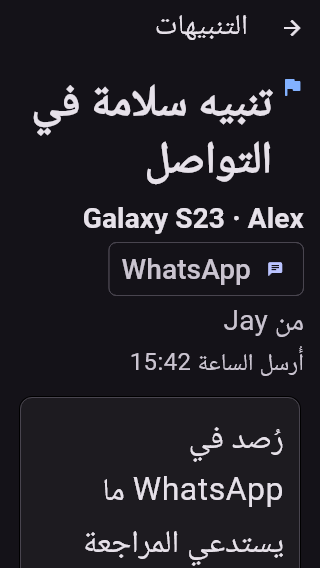 التنبيهات
تنبيه سلامة في
التواصل
Galaxy S23 · Alex
WhatsApp
من Jay
أرسل الساعة 15:42
رُصد في
WhatsApp ما
يستدعي المراجعة